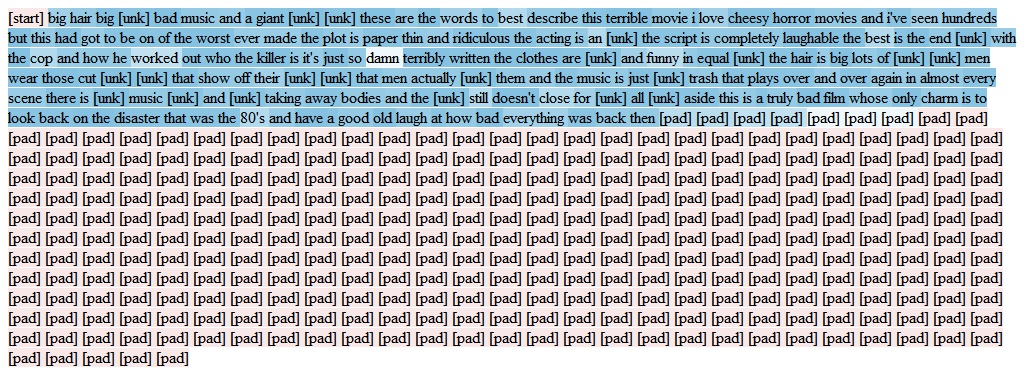 [start] big hair big [unk] bad music and a giant [unk] [unk] these are the words to best describe this terrible movie i love cheesy horror movies and i've seen hundreds
but this had got to be on of the worst ever made the plot is paper thin and ridiculous the acting is an [unk] the script is completely laughable the best is the end [unk] with
the cop and how he worked out who the killer is it's just so damn terribly written the clothes are [unk] and funny in equal [unk] the hair is big lots of [unk] [unk] men
wear those cut [unk] [unk] that show off their [unk] [unk] that men actually [unk] them and the music is just [unk] trash that plays over and over again in almost every
scene there is [unk] music [unk] and [unk] taking away bodies and the [unk] still doesn't close for [unk] all [unk] aside this is a truly bad film whose only charm is to
look back on the disaster that was the 80's and have a good old laugh at how bad everything was back then [pad] [pad] [pad] [pad] [pad] [pad] [pad] [pad] [pad]
[pad] [pad] [pad] [pad] [pad] [pad] [pad] [pad] [pad] [pad] [pad] [pad] [pad] [pad] [pad] [pad] [pad] [pad] [pad] [pad] [pad] [pad] [pad] [pad] [pad] [pad] [pad]
[pad] [pad] [pad] [pad] [pad] [pad] [pad] [pad] [pad] [pad] [pad] [pad] [pad] [pad] [pad] [pad] [pad] [pad] [pad] [pad] [pad] [pad] [pad] [pad] [pad] [pad] [pad]
[pad] [pad] [pad] [pad] [pad] [pad] [pad] [pad] [pad] [pad] [pad] [pad] [pad] [pad] [pad] [pad] [pad] [pad] [pad] [pad] [pad] [pad] [pad] [pad] [pad] [pad] [pad]
[pad] [pad] [pad] [pad] [pad] [pad] [pad] [pad] [pad] [pad] [pad] [pad] [pad] [pad] [pad] [pad] [pad] [pad] [pad] [pad] [pad] [pad] [pad] [pad] [pad] [pad] [pad]
[pad] [pad] [pad] [pad] [pad] [pad] [pad] [pad] [pad] [pad] [pad] [pad] [pad] [pad] [pad] [pad] [pad] [pad] [pad] [pad] [pad] [pad] [pad] [pad] [pad] [pad] [pad]
[pad] [pad] [pad] [pad] [pad] [pad] [pad] [pad] [pad] [pad] [pad] [pad] [pad] [pad] [pad] [pad] [pad] [pad] [pad] [pad] [pad] [pad] [pad] [pad] [pad] [pad] [pad]
[pad] [pad] [pad] [pad] [pad] [pad] [pad] [pad] [pad] [pad] [pad] [pad] [pad] [pad] [pad] [pad] [pad] [pad] [pad] [pad] [pad] [pad] [pad] [pad] [pad] [pad] [pad]
[pad] [pad] [pad] [pad] [pad] [pad] [pad] [pad] [pad] [pad] [pad] [pad] [pad] [pad] [pad] [pad] [pad] [pad] [pad] [pad] [pad] [pad] [pad] [pad] [pad] [pad] [pad]
[pad] [pad] [pad] [pad] [pad] [pad] [pad] [pad] [pad] [pad] [pad] [pad] [pad] [pad] [pad] [pad] [pad] [pad] [pad] [pad] [pad] [pad] [pad] [pad] [pad] [pad] [pad]
[pad] [pad] [pad] [pad] [pad] [pad] [pad] [pad] [pad] [pad] [pad] [pad] [pad] [pad] [pad] [pad] [pad] [pad] [pad] [pad] [pad] [pad] [pad] [pad] [pad] [pad] [pad]
[pad] [pad] [pad] [pad] [pad] [pad] [pad] [pad] [pad] [pad] [pad] [pad] [pad] [pad] [pad] [pad] [pad] [pad] [pad] [pad] [pad] [pad] [pad] [pad] [pad] [pad] [pad]
[pad] [pad] [pad] [pad] [pad]